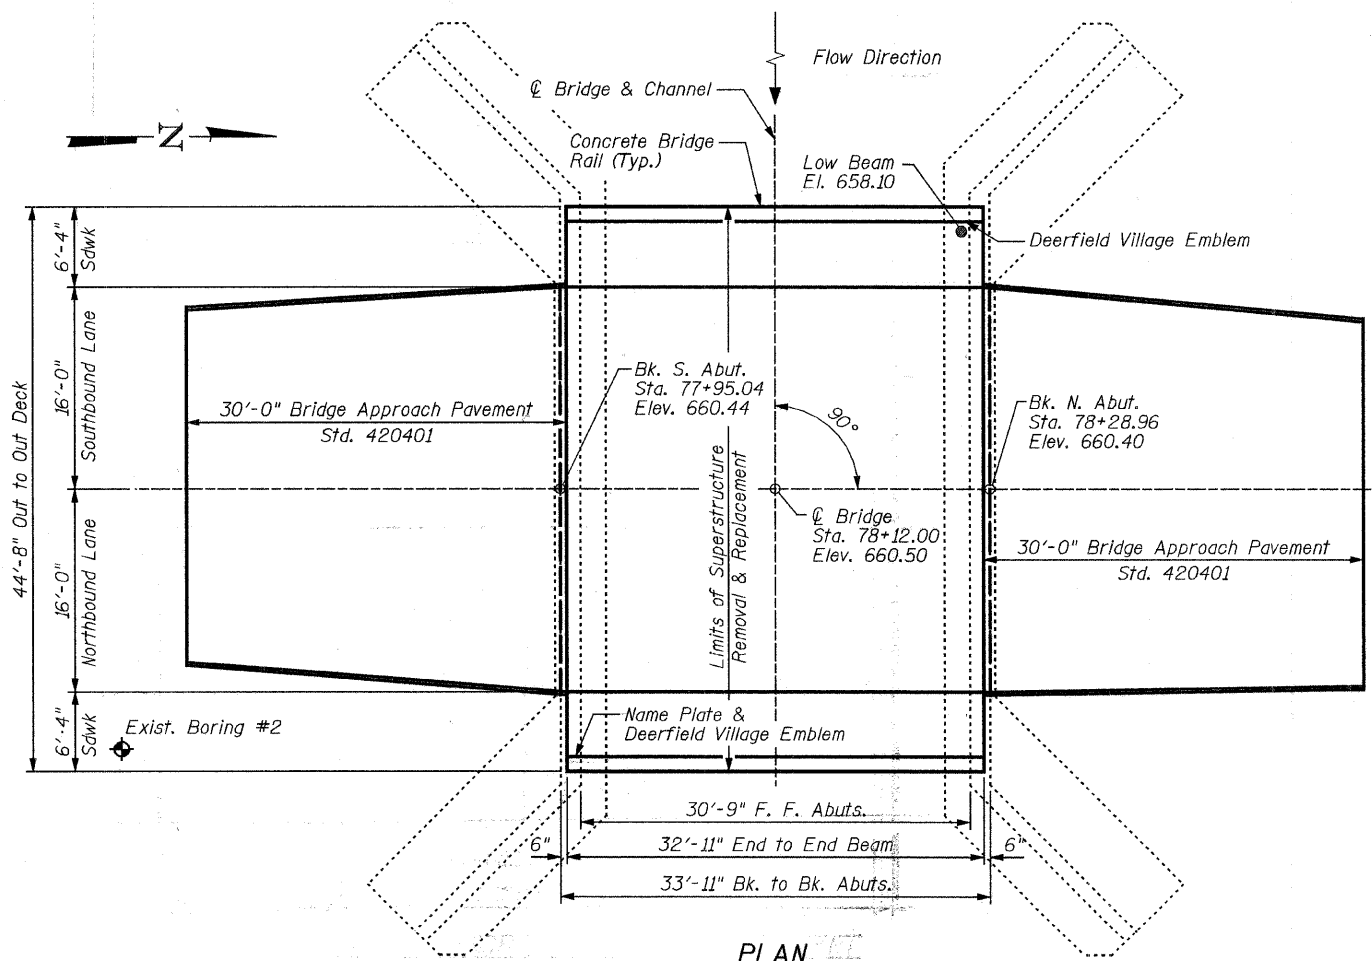 Flow Direction
℄ Bridge & Channel
N
Concrete Bridge
Rail (Typ.)
Low Beam
El. 658.10
Deerfield Village Emblem
6'-4"
Sdwk
16'-0"
Southbound Lane
44'-8" Out to Out Deck
16'-0"
Northbound Lane
6'-4"
Sdwk
30'-0" Bridge Approach Pavement
Std. 420401
Bk. S. Abut.
Sta. 77+95.04
Elev. 660.44
90°
Bk. N. Abut.
Sta. 78+28.96
Elev. 660.40
℄ Bridge
Sta. 78+12.00
Elev. 660.50
Limits of Superstructure
Removal & Replacement
30'-0" Bridge Approach Pavement
Std. 420401
Exist. Boring #2
Name Plate &
Deerfield Village Emblem
30'-9" F. F. Abuts.
6"
32'-11" End to End Beam
6"
33'-11" Bk. to Bk. Abuts.
PLAN